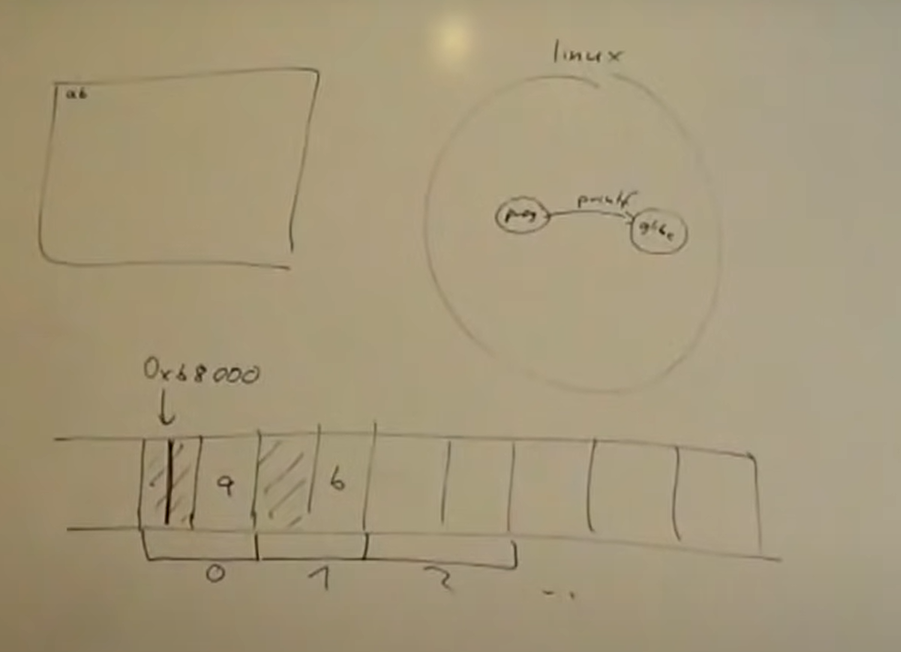 linux
ab
printf
prog
glibc
0xb8000
a
b
0
1
2
...